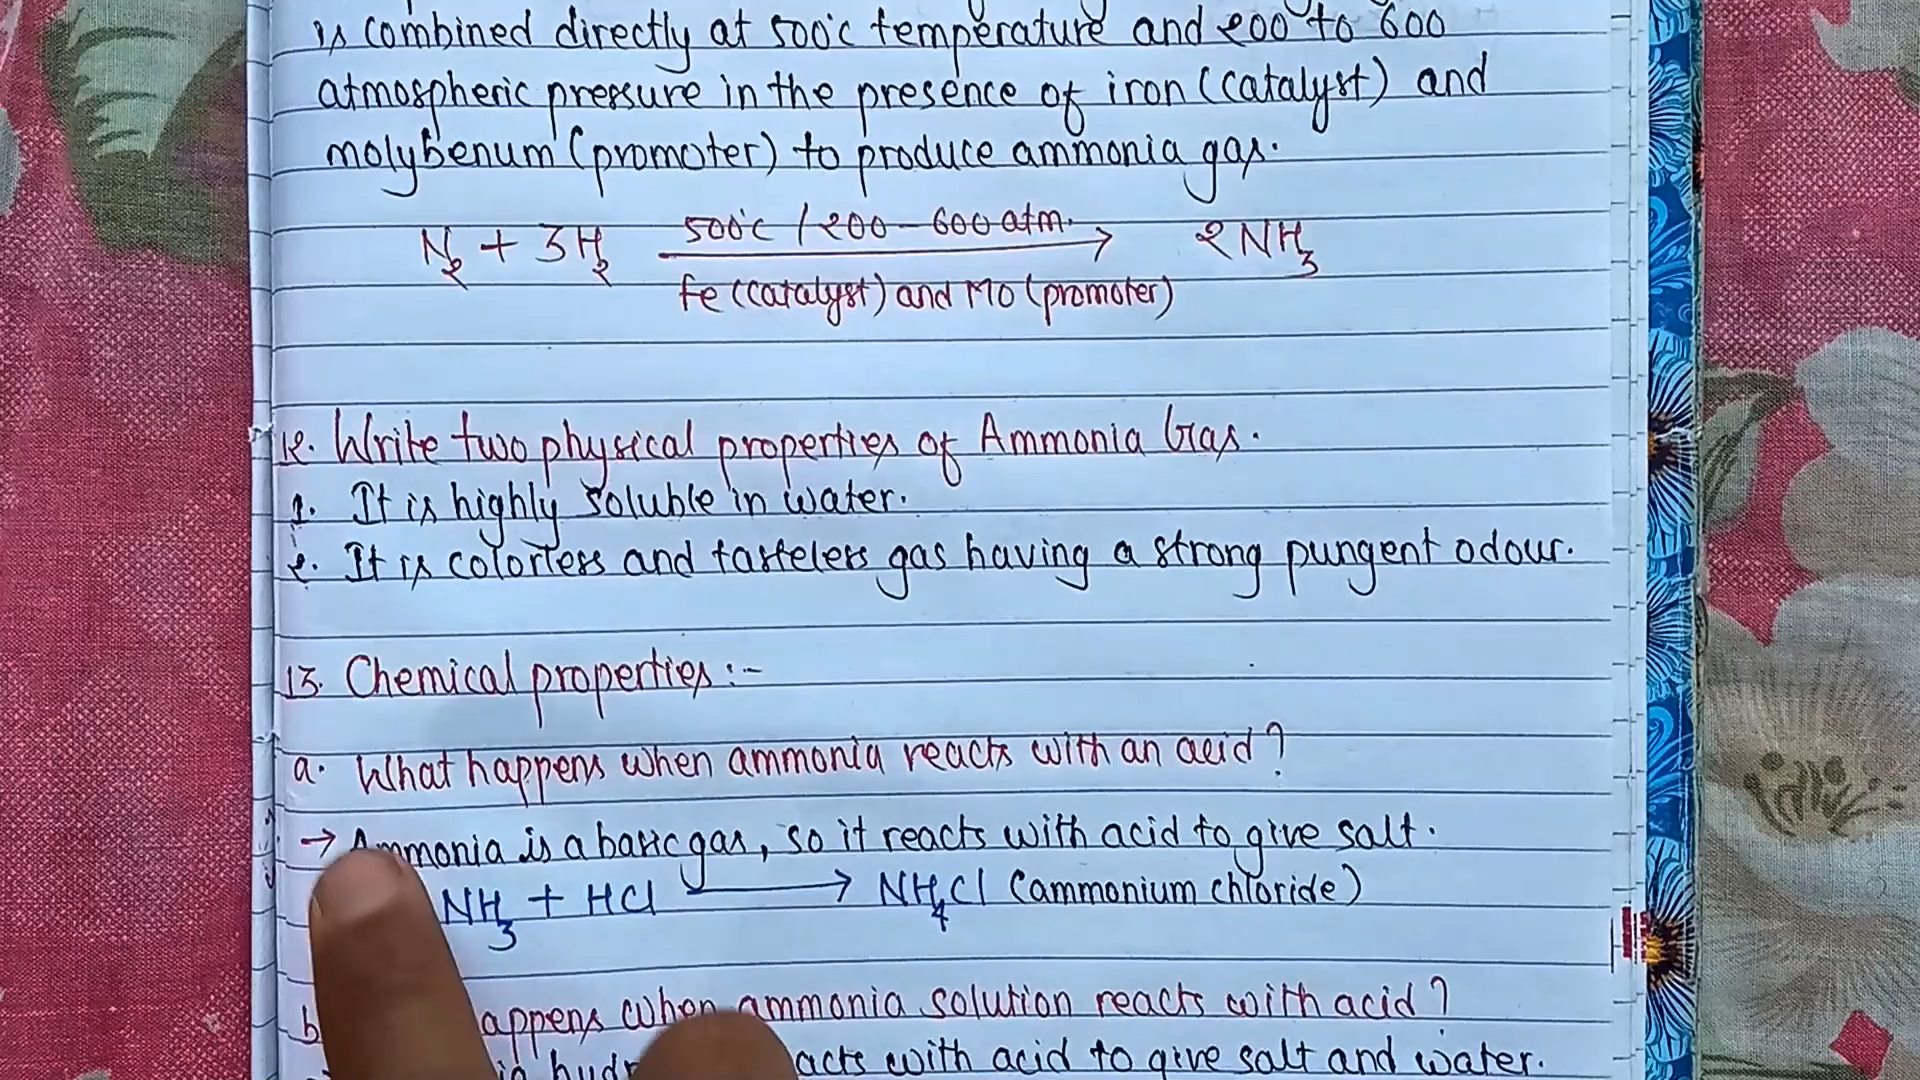 is combined directly at 500°c temperature and 200 to 600
atmospheric pressure in the presence of iron (catalyst) and
molybenum (promoter) to produce ammonia gas.
N2 + 3H2 500°c / 200 - 600 atm. → 2NH3
Fe (catalyst) and Mo (promoter)
12. Write two physical properties of Ammonia Gas.
1. It is highly soluble in water.
2. It is colorless and tasteless gas having a strong pungent odour.
13. Chemical properties :-
a. What happens when ammonia reacts with an acid?
→ Ammonia is a basic gas, so it reacts with acid to give salt.
NH3 + HCl → NH4Cl (ammonium chloride)
b appens when ammonia solution reacts with acid?
acts with acid to give salt and water.